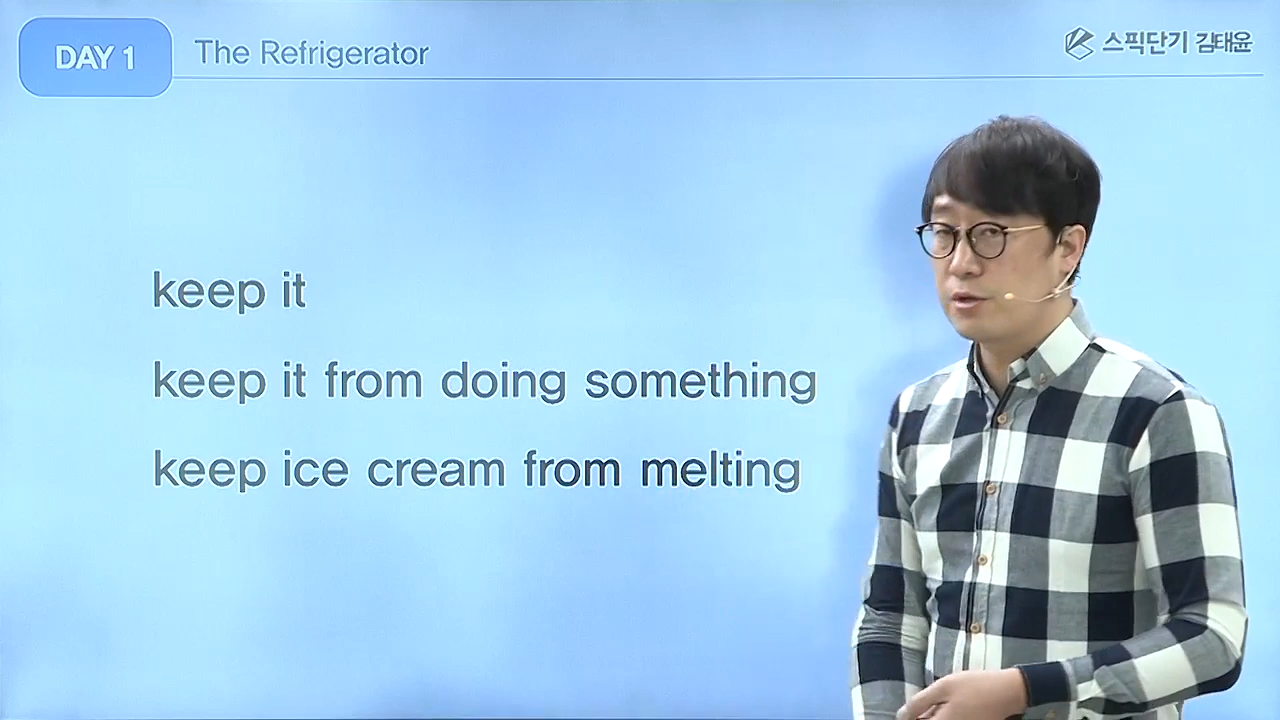 DAY 1
The Refrigerator
스픽단기 김태윤
keep it
keep it from doing something
keep ice cream from melting